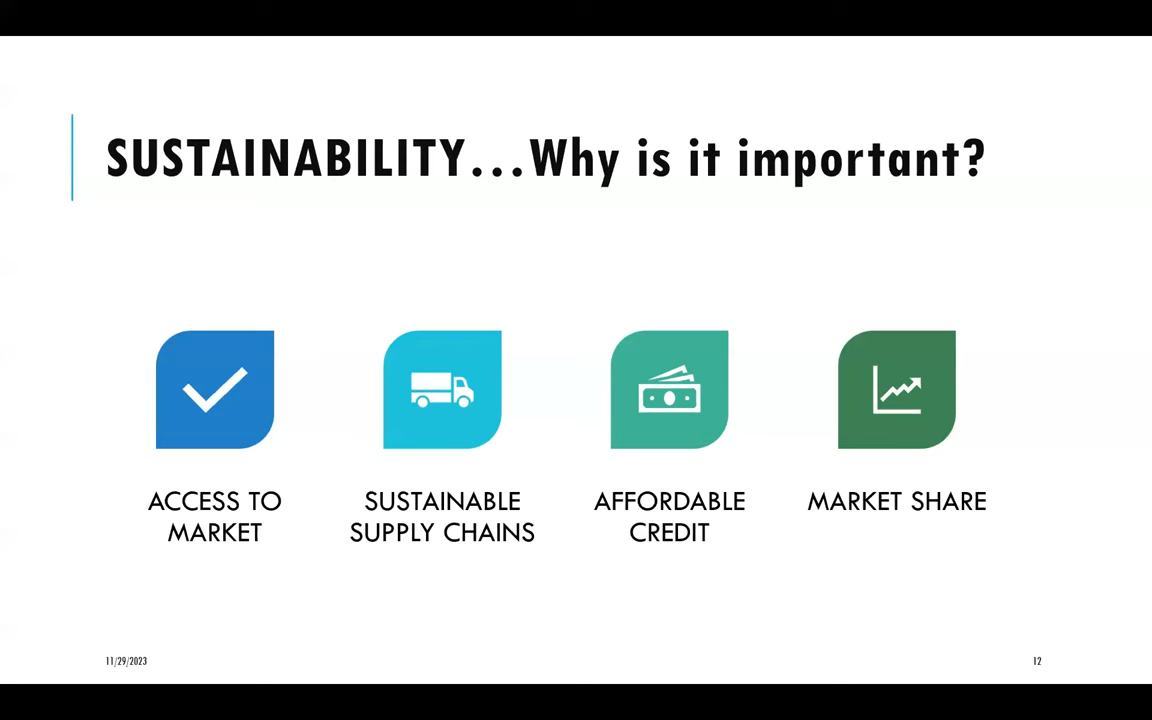 SUSTAINABILITY...Why is it important?
ACCESS TO
MARKET
SUSTAINABLE
SUPPLY CHAINS
AFFORDABLE
CREDIT
MARKET SHARE
11/29/2023
12